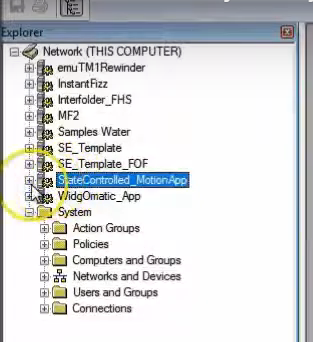 Explorer
Network (THIS COMPUTER)
emuTM1Rewinder
InstantFizz
Interfolder_FHS
MF2
Samples Water
SE_Template
SE_Template_FOF
StateControlled_MotionApp
WidgOmatic_App
System
Action Groups
Policies
Computers and Groups
Networks and Devices
Users and Groups
Connections